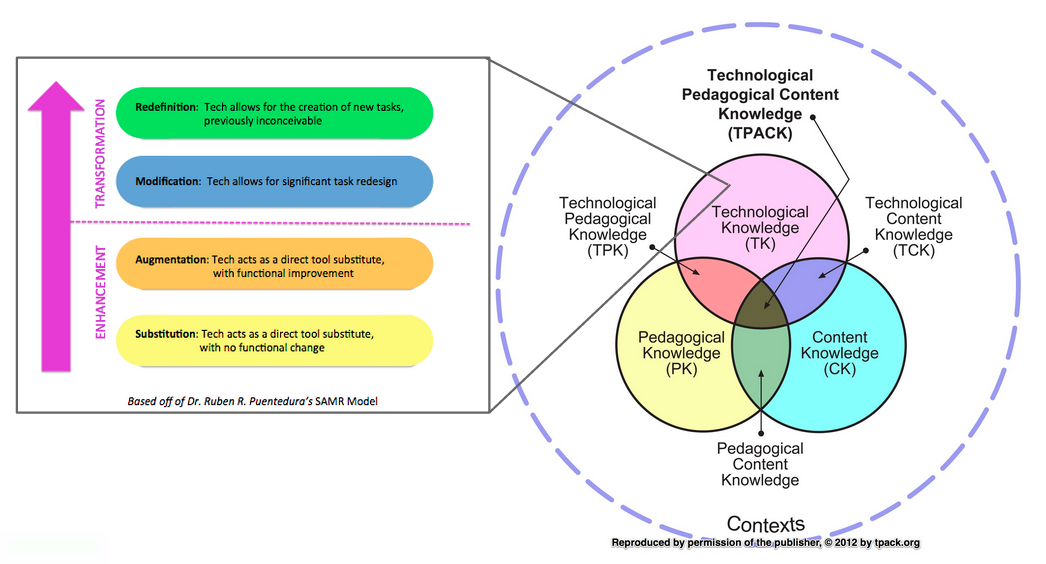 TRANSFORMATION
ENHANCEMENT
Redefinition: Tech allows for the creation of new tasks,
previously inconceivable
Modification: Tech allows for significant task redesign
Augmentation: Tech acts as a direct tool substitute,
with functional improvement
Substitution: Tech acts as a direct tool substitute,
with no functional change
Based off of Dr. Ruben R. Puentedura's SAMR Model
Technological
Pedagogical Content
Knowledge
(TPACK)
Technological
Pedagogical
Knowledge
(TPK)
Technological
Knowledge
(TK)
Technological
Content
Knowledge
(TCK)
Pedagogical
Knowledge
(PK)
Content
Knowledge
(CK)
Pedagogical
Content
Knowledge
Contexts
Reproduced by permission of the publisher, © 2012 by tpack.org